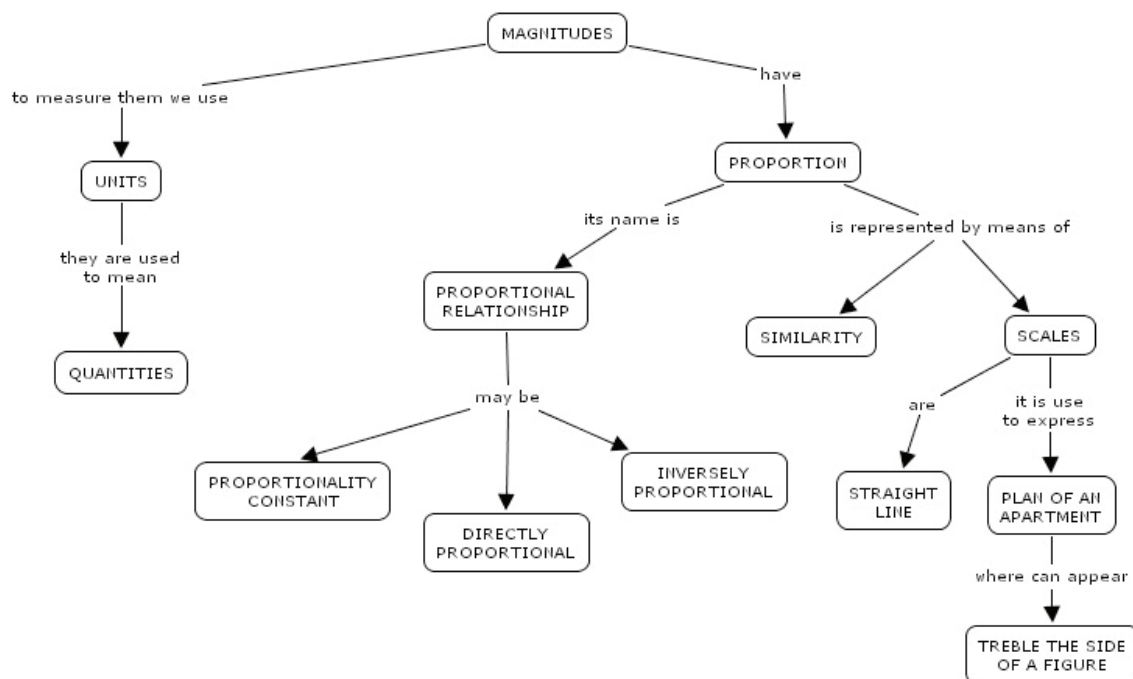 MAGNITUDES
have
to measure them we use
PROPORTION
UNITS
its name is
is represented by means of
they are used
to mean
PROPORTIONAL
RELATIONSHIP
SIMILARITY
SCALES
QUANTITIES
may be
are
it is use
to express
PROPORTIONALITY
CONSTANT
INVERSELY
PROPORTIONAL
STRAIGHT
LINE
PLAN OF AN
APARTMENT
DIRECTLY
PROPORTIONAL
where can appear
TREBLE THE SIDE
OF A FIGURE